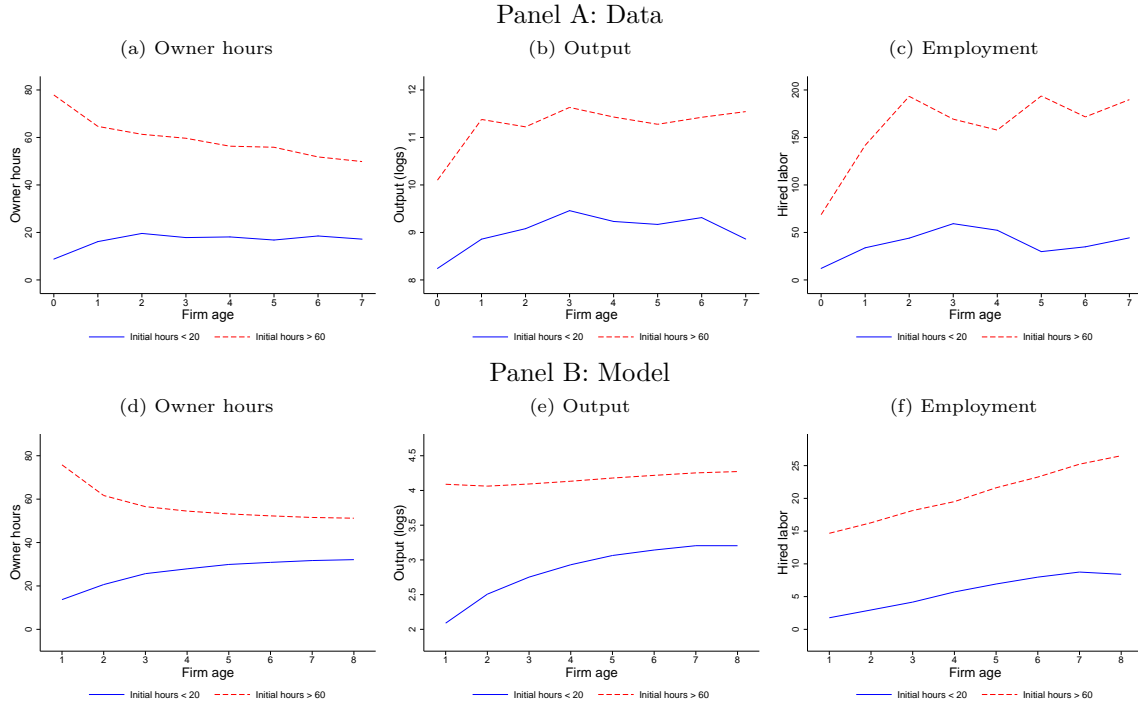 Panel A: Data
(a) Owner hours
(b) Output
(c) Employment
Owner hours
0 20 40 60 80
0 1 2 3 4 5 6 7
Firm age
Initial hours < 20 Initial hours > 60
Output (logs)
8 9 10 11 12
0 1 2 3 4 5 6 7
Firm age
Initial hours < 20 Initial hours > 60
Hired labor
0 50 100 150 200
0 1 2 3 4 5 6 7
Firm age
Initial hours < 20 Initial hours > 60
Panel B: Model
(d) Owner hours
(e) Output
(f) Employment
Owner hours
0 20 40 60 80
1 2 3 4 5 6 7 8
Firm age
Initial hours < 20 Initial hours > 60
Output (logs)
2 2.5 3 3.5 4 4.5
1 2 3 4 5 6 7 8
Firm age
Initial hours < 20 Initial hours > 60
Hired labor
0 5 10 15 20 25
1 2 3 4 5 6 7 8
Firm age
Initial hours < 20 Initial hours > 60